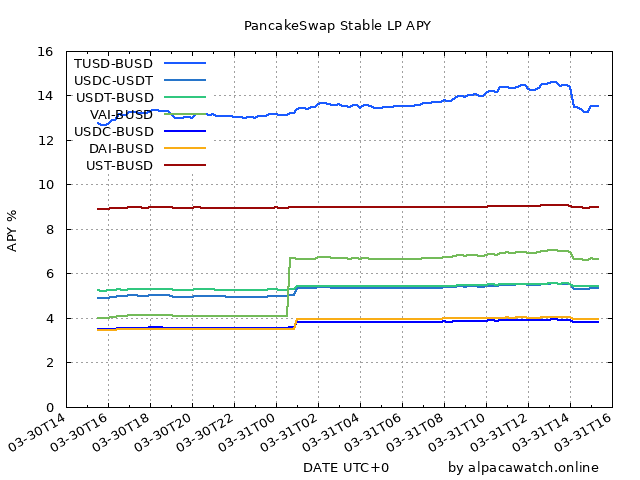 PancakeSwap Stable LP APY
16
14
12
10
8
6
4
2
0
APY %
TUSD-BUSD
USDC-USDT
USDT-BUSD
VAI-BUSD
USDC-BUSD
DAI-BUSD
UST-BUSD
03-30T14
03-30T16
03-30T18
03-30T20
03-30T22
03-31T00
03-31T02
03-31T04
03-31T06
03-31T08
03-31T10
03-31T12
03-31T14
03-31T16
DATE UTC+0
by alpacawatch.online